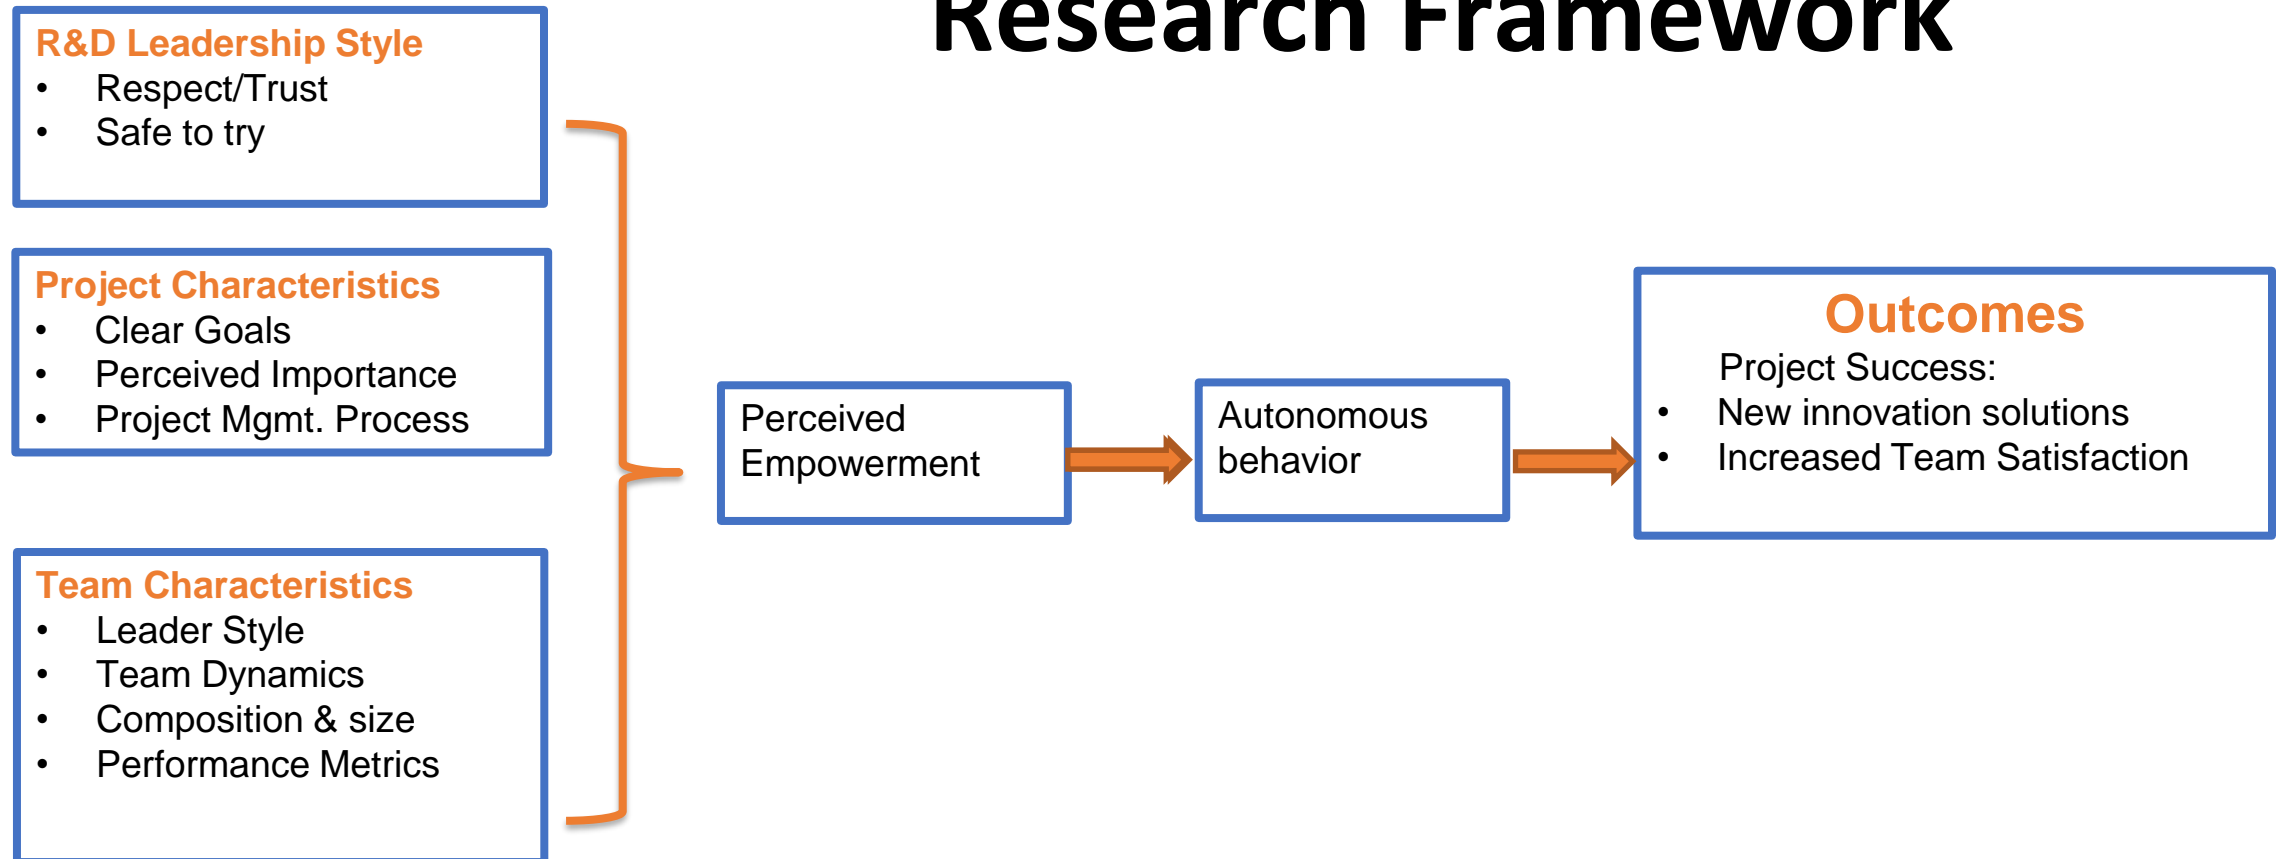 Research Framework
R&D Leadership Style
• Respect/Trust
• Safe to try
Project Characteristics
• Clear Goals
• Perceived Importance
• Project Mgmt. Process
Team Characteristics
• Leader Style
• Team Dynamics
• Composition & size
• Performance Metrics
Perceived
Empowerment
Autonomous
behavior
Outcomes
Project Success:
• New innovation solutions
• Increased Team Satisfaction